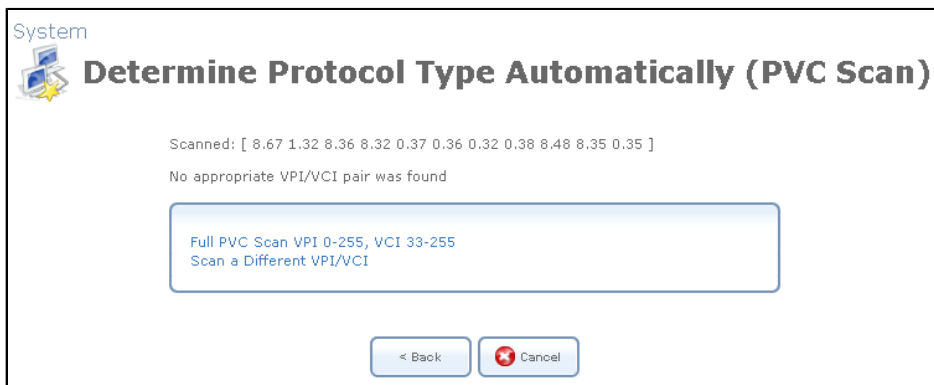 System
Determine Protocol Type Automatically (PVC Scan)
Scanned: [ 8.67 1.32 8.36 8.32 0.37 0.36 0.32 0.38 8.48 8.35 0.35 ]
No appropriate VPI/VCI pair was found
Full PVC Scan VPI 0-255, VCI 33-255
Scan a Different VPI/VCI
< Back
Cancel